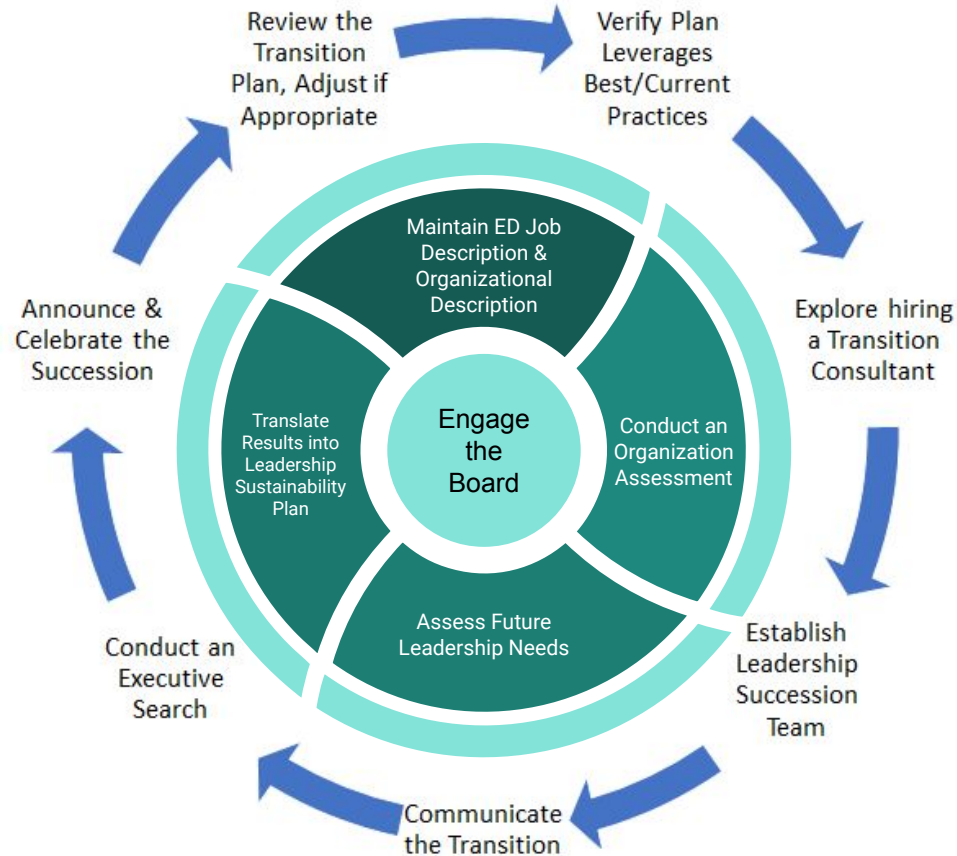 Review the
Transition
Plan, Adjust if
Appropriate
Verify Plan
Leverages
Best/Current
Practices
Explore hiring
a Transition
Consultant
Establish
Leadership
Succession
Team
Communicate
the Transition
Conduct an
Executive
Search
Announce &
Celebrate the
Succession
Maintain ED Job
Description &
Organizational
Description
Conduct an
Organization
Assessment
Assess Future
Leadership Needs
Translate
Results into
Leadership
Sustainability
Plan
Engage
the
Board